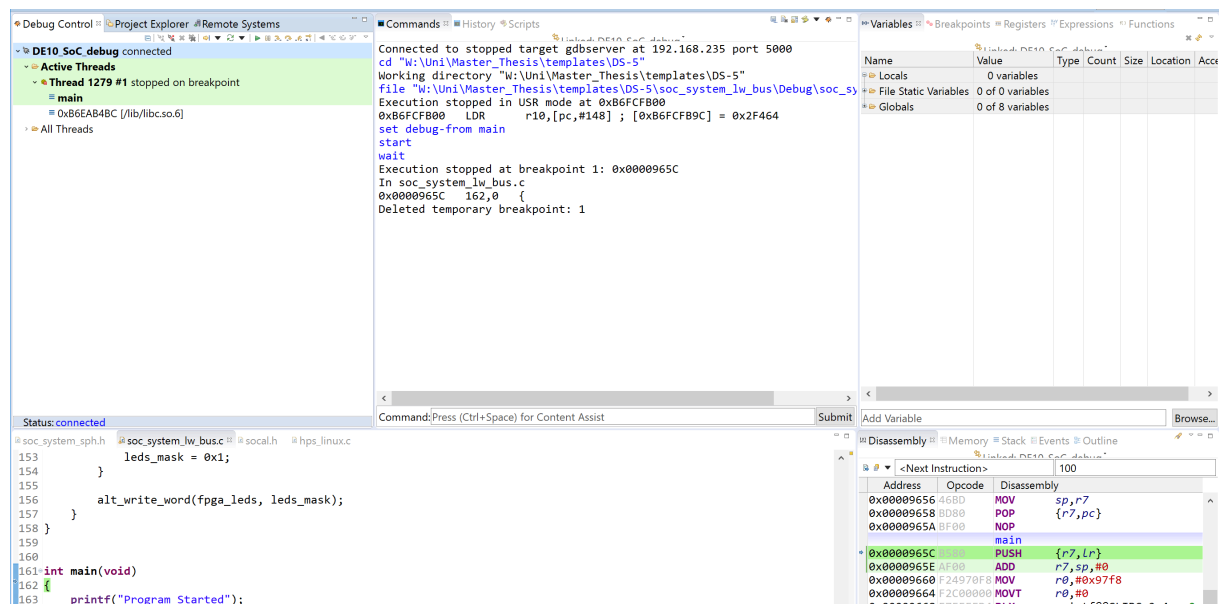 Debug Control
Project Explorer
Remote Systems
DE10_SoC_debug connected
Active Threads
Thread 1279 #1 stopped on breakpoint
main
0xB6EAB4BC [/lib/libc.so.6]
All Threads
Status: connected
Commands
History
Scripts
Linked: DE10_SoC_debug
Connected to stopped target gdbserver at 192.168.235 port 5000
cd "W:\Uni\Master_Thesis\templates\DS-5"
Working directory "W:\Uni\Master_Thesis\templates\DS-5"
file "W:\Uni\Master_Thesis\templates\DS-5\soc_system_lw_bus\Debug\soc_sy
Execution stopped in USR mode at 0xB6FCFB00
0xB6FCFB00 LDR r10,[pc,#148] ; [0xB6FCFB9C] = 0x2F464
set debug-from main
start
wait
Execution stopped at breakpoint 1: 0x0000965C
In soc_system_lw_bus.c
0x0000965C 162,0 {
Deleted temporary breakpoint: 1
Command: Press (Ctrl+Space) for Content Assist Submit
Variables
Breakpoints
Registers
Expressions
Functions
Linked: DE10_SoC_debug
Name Value Type Count Size Location Acce
Locals 0 variables
File Static Variables 0 of 0 variables
Globals 0 of 8 variables
Add Variable Browse...
soc_system_sph.h
soc_system_lw_bus.c
socal.h
hps_linux.c
153 leds_mask = 0x1;
154 }
155
156 alt_write_word(fpga_leds, leds_mask);
157 }
158 }
159
160
161 int main(void)
162 {
163 printf("Program Started");
Disassembly
Memory
Stack
Events
Outline
Linked: DE10_SoC_debug
<Next Instruction> 100
Address Opcode Disassembly
0x00009656 46BD MOV sp,r7
0x00009658 BD80 POP {r7,pc}
0x0000965A BF00 NOP
main
0x0000965C B580 PUSH {r7,lr}
0x0000965E AF00 ADD r7,sp,#0
0x00009660 F24970F8 MOV r0,#0x97f8
0x00009664 F2C00000 MOVT r0,#0